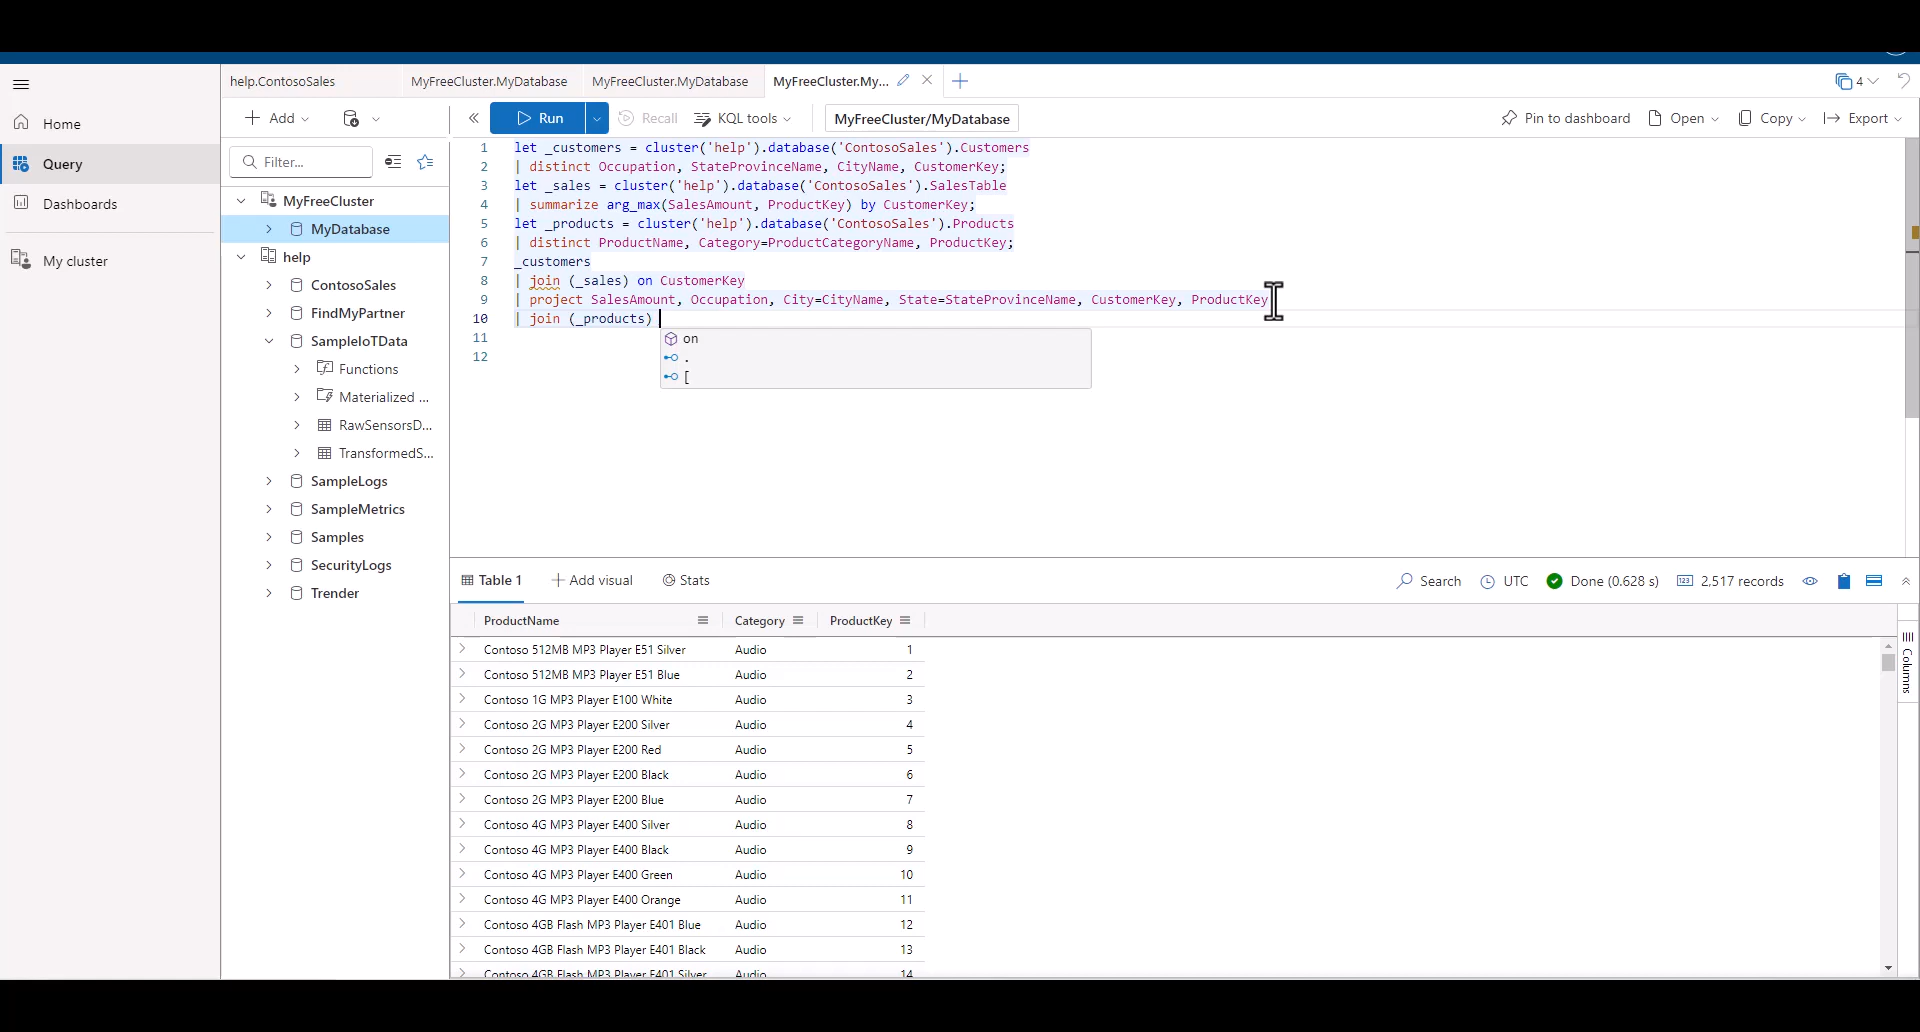 help.ContosoSales
MyFreeCluster.MyDatabase
MyFreeCluster.MyDatabase
MyFreeCluster.My...
4
Home
Query
Dashboards
My cluster
Add
Filter...
MyFreeCluster
MyDatabase
help
ContosoSales
FindMyPartner
SampleIoTData
Functions
Materialized ...
RawSensorsD...
TransformedS...
SampleLogs
SampleMetrics
Samples
SecurityLogs
Trender
Run
Recall
KQL tools
MyFreeCluster/MyDatabase
Pin to dashboard
Open
Copy
Export
1 let _customers = cluster('help').database('ContosoSales').Customers
2 | distinct Occupation, StateProvinceName, CityName, CustomerKey;
3 let _sales = cluster('help').database('ContosoSales').SalesTable
4 | summarize arg_max(SalesAmount, ProductKey) by CustomerKey;
5 let _products = cluster('help').database('ContosoSales').Products
6 | distinct ProductName, Category=ProductCategoryName, ProductKey;
7 _customers
8 | join (_sales) on CustomerKey
9 | project SalesAmount, Occupation, City=CityName, State=StateProvinceName, CustomerKey, ProductKey
10 | join (_products)
11
12
on
.
[
Table 1
Add visual
Stats
Search
UTC
Done (0.628 s)
123
2,517 records
Columns
ProductName Category ProductKey
Contoso 512MB MP3 Player E51 Silver Audio 1
Contoso 512MB MP3 Player E51 Blue Audio 2
Contoso 1G MP3 Player E100 White Audio 3
Contoso 2G MP3 Player E200 Silver Audio 4
Contoso 2G MP3 Player E200 Red Audio 5
Contoso 2G MP3 Player E200 Black Audio 6
Contoso 2G MP3 Player E200 Blue Audio 7
Contoso 4G MP3 Player E400 Silver Audio 8
Contoso 4G MP3 Player E400 Black Audio 9
Contoso 4G MP3 Player E400 Green Audio 10
Contoso 4G MP3 Player E400 Orange Audio 11
Contoso 4GB Flash MP3 Player E401 Blue Audio 12
Contoso 4GB Flash MP3 Player E401 Black Audio 13
Contoso 4GB Flash MP3 Player E401 Silver Audio 14